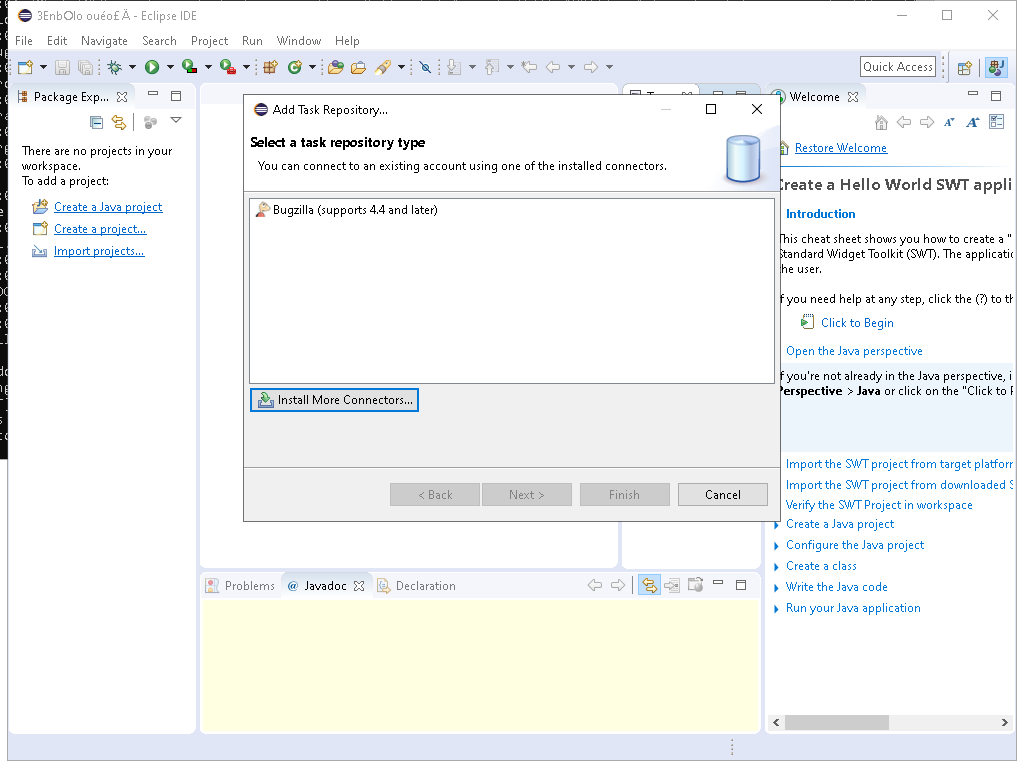 3EnbOlo ouéo£Ä - Eclipse IDE
File Edit Navigate Search Project Run Window Help
Quick Access
Package Exp...
There are no projects in your
workspace.
To add a project:
Create a Java project
Create a project...
Import projects...
Add Task Repository...
Select a task repository type
You can connect to an existing account using one of the installed connectors.
Bugzilla (supports 4.4 and later)
Install More Connectors...
< Back Next > Finish Cancel
Welcome
Restore Welcome
Create a Hello World SWT appli
Introduction
This cheat sheet shows you how to create a "
Standard Widget Toolkit (SWT). The applicatio
the user.
If you need help at any step, click the (?) to th
Click to Begin
Open the Java perspective
If you're not already in the Java perspective, i
Perspective > Java or click on the "Click to P
Import the SWT project from target platform
Import the SWT project from downloaded S
Verify the SWT Project in workspace
Create a Java project
Configure the Java project
Create a class
Write the Java code
Run your Java application
Problems @ Javadoc Declaration